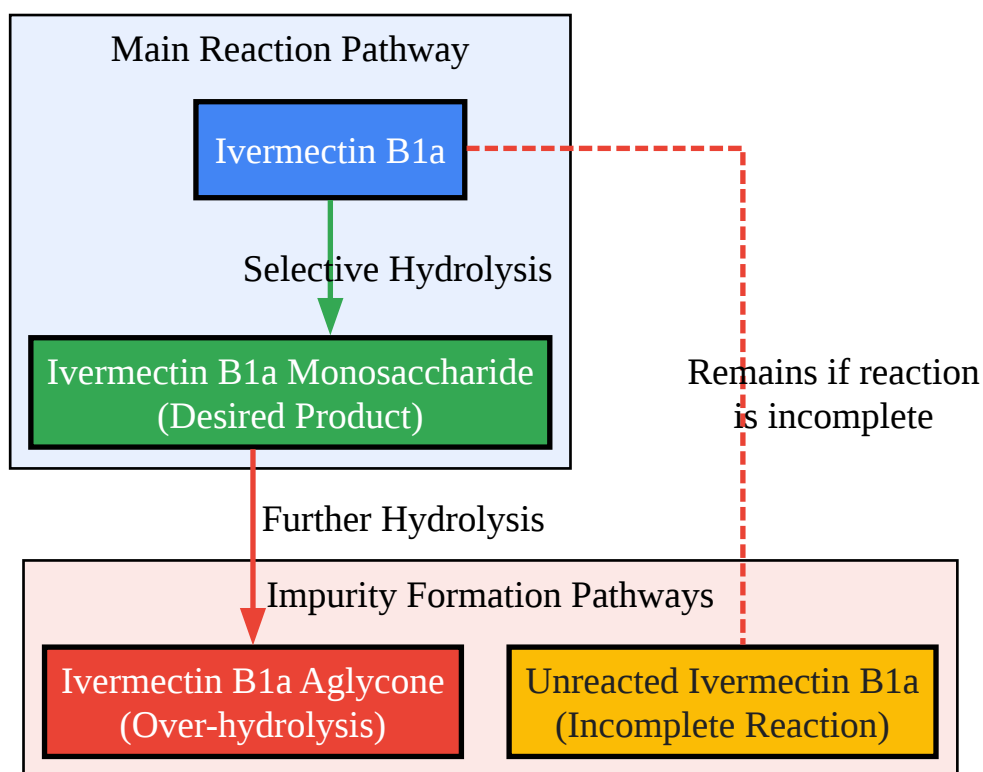 Main Reaction Pathway
Ivermectin B1a
Selective Hydrolysis
Ivermectin B1a Monosaccharide
(Desired Product)
Remains if reaction
is incomplete
Further Hydrolysis
Impurity Formation Pathways
Ivermectin B1a Aglycone
(Over-hydrolysis)
Unreacted Ivermectin B1a
(Incomplete Reaction)